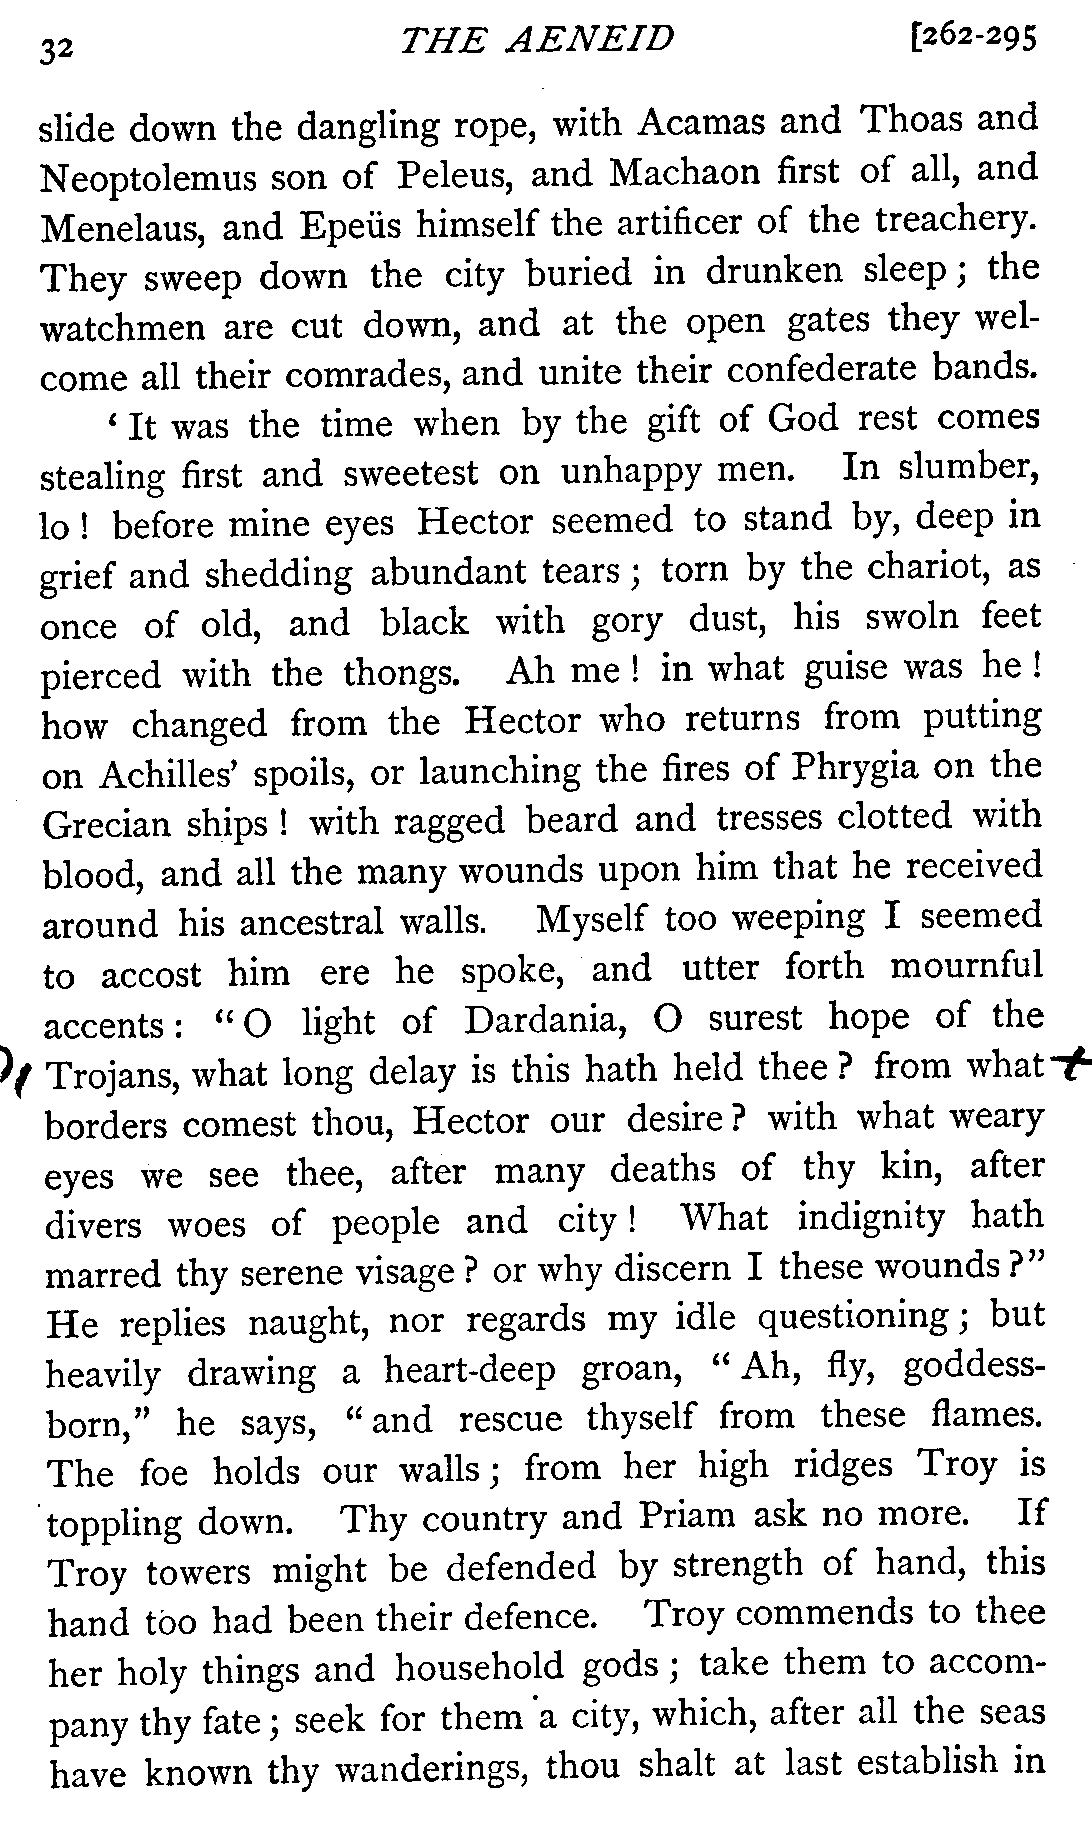 32 THE AENEID [262-295
slide down the dangling rope, with Acamas and Thoas and
Neoptolemus son of Peleus, and Machaon first of all, and
Menelaus, and Epeüs himself the artificer of the treachery.
They sweep down the city buried in drunken sleep ; the
watchmen are cut down, and at the open gates they wel-
come all their comrades, and unite their confederate bands.
‘ It was the time when by the gift of God rest comes
stealing first and sweetest on unhappy men. In slumber,
lo ! before mine eyes Hector seemed to stand by, deep in
grief and shedding abundant tears ; torn by the chariot, as
once of old, and black with gory dust, his swoln feet
pierced with the thongs. Ah me ! in what guise was he !
how changed from the Hector who returns from putting
on Achilles’ spoils, or launching the fires of Phrygia on the
Grecian ships ! with ragged beard and tresses clotted with
blood, and all the many wounds upon him that he received
around his ancestral walls. Myself too weeping I seemed
to accost him ere he spoke, and utter forth mournful
accents : “ O light of Dardania, O surest hope of the
Trojans, what long delay is this hath held thee ? from what
borders comest thou, Hector our desire ? with what weary
eyes we see thee, after many deaths of thy kin, after
divers woes of people and city ! What indignity hath
marred thy serene visage ? or why discern I these wounds ?”
He replies naught, nor regards my idle questioning ; but
heavily drawing a heart-deep groan, “ Ah, fly, goddess-
born,” he says, “ and rescue thyself from these flames.
The foe holds our walls ; from her high ridges Troy is
toppling down. Thy country and Priam ask no more. If
Troy towers might be defended by strength of hand, this
hand too had been their defence. Troy commends to thee
her holy things and household gods ; take them to accom-
pany thy fate ; seek for them a city, which, after all the seas
have known thy wanderings, thou shalt at last establish in